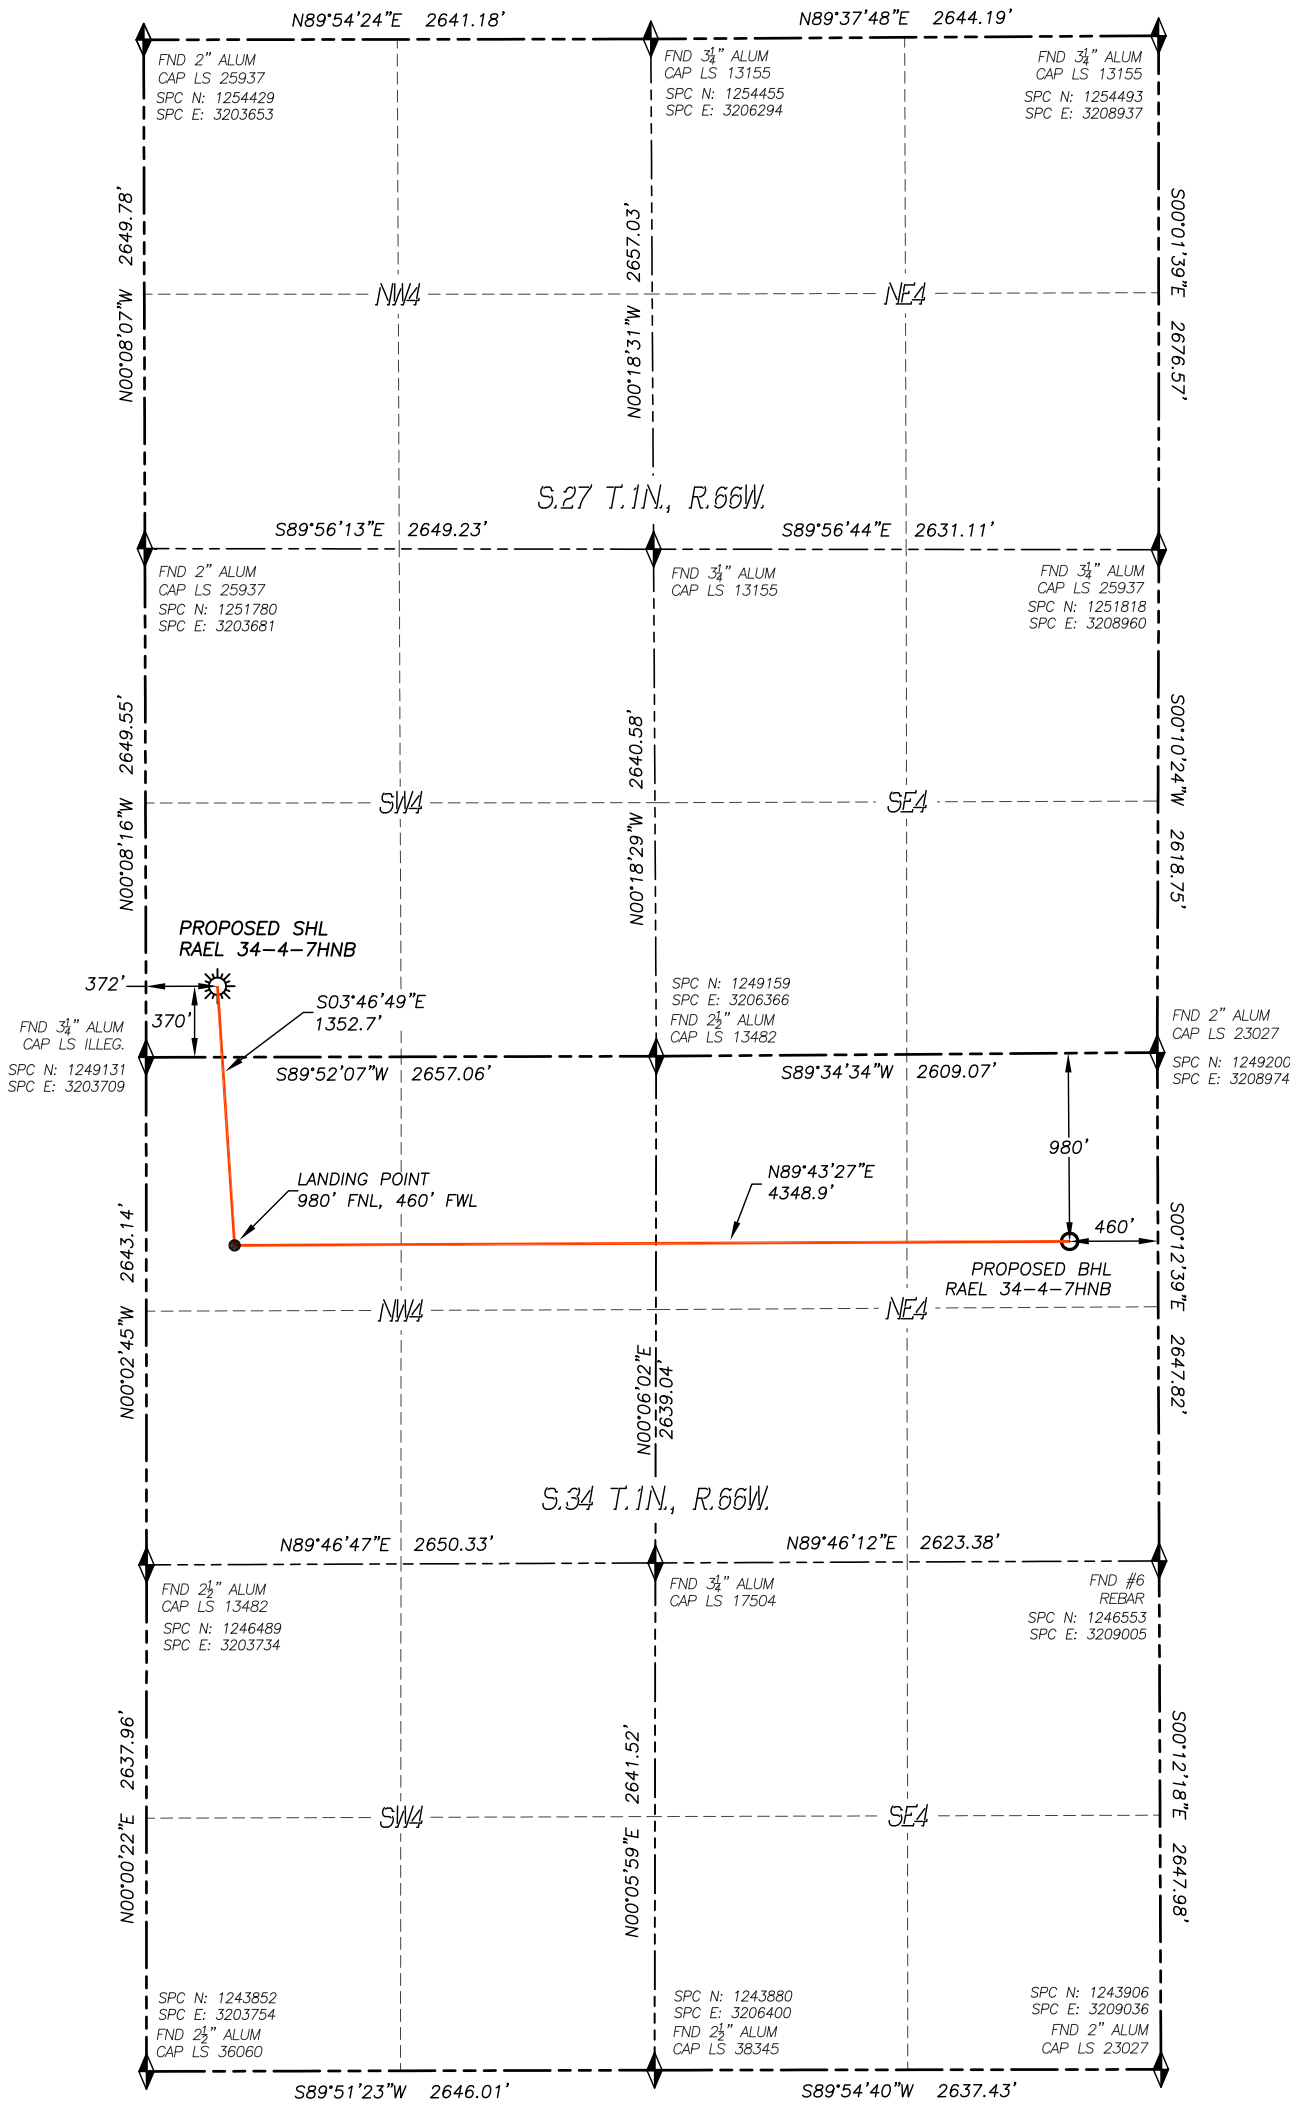 N89°54'24"E 2641.18'
N89°37'48"E 2644.19'
FND 2" ALUM
CAP LS 25937
SPC N: 1254429
SPC E: 3203653
FND 3¼" ALUM
CAP LS 13155
SPC N: 1254455
SPC E: 3206294
FND 3¼" ALUM
CAP LS 13155
SPC N: 1254493
SPC E: 3208937
N00°08'07"W 2649.78'
N00°18'31"W 2657.03'
S00°01'39"E 2676.57'
NW4
NE4
S.27 T.1N., R.66W.
S89°56'13"E 2649.23'
S89°56'44"E 2631.11'
FND 2" ALUM
CAP LS 25937
SPC N: 1251780
SPC E: 3203681
FND 3¼" ALUM
CAP LS 13155
FND 3¼" ALUM
CAP LS 25937
SPC N: 1251818
SPC E: 3208960
N00°08'16"W 2649.55'
N00°18'29"W 2640.58'
S00°10'24"W 2618.75'
SW4
SE4
PROPOSED SHL
RAEL 34-4-7HNB
372'
370'
S03°46'49"E
1352.7'
FND 3¼" ALUM
CAP LS ILLEG.
SPC N: 1249131
SPC E: 3203709
SPC N: 1249159
SPC E: 3206366
FND 2½" ALUM
CAP LS 13482
FND 2" ALUM
CAP LS 23027
SPC N: 1249200
SPC E: 3208974
S89°52'07"W 2657.06'
S89°34'34"W 2609.07'
980'
LANDING POINT
980' FNL, 460' FWL
N89°43'27"E
4348.9'
460'
PROPOSED BHL
RAEL 34-4-7HNB
N00°02'45"W 2643.14'
N00°06'02"E
2639.04'
S00°12'39"E 2647.82'
NW4
NE4
S.34 T.1N., R.66W.
N89°46'47"E 2650.33'
N89°46'12"E 2623.38'
FND 2½" ALUM
CAP LS 13482
SPC N: 1246489
SPC E: 3203734
FND 3¼" ALUM
CAP LS 17504
FND #6
REBAR
SPC N: 1246553
SPC E: 3209005
N00°00'22"E 2637.96'
N00°05'59"E 2641.52'
S00°12'18"E 2647.98'
SW4
SE4
SPC N: 1243852
SPC E: 3203754
FND 2½" ALUM
CAP LS 36060
SPC N: 1243880
SPC E: 3206400
FND 2½" ALUM
CAP LS 38345
SPC N: 1243906
SPC E: 3209036
FND 2" ALUM
CAP LS 23027
S89°51'23"W 2646.01'
S89°54'40"W 2637.43'